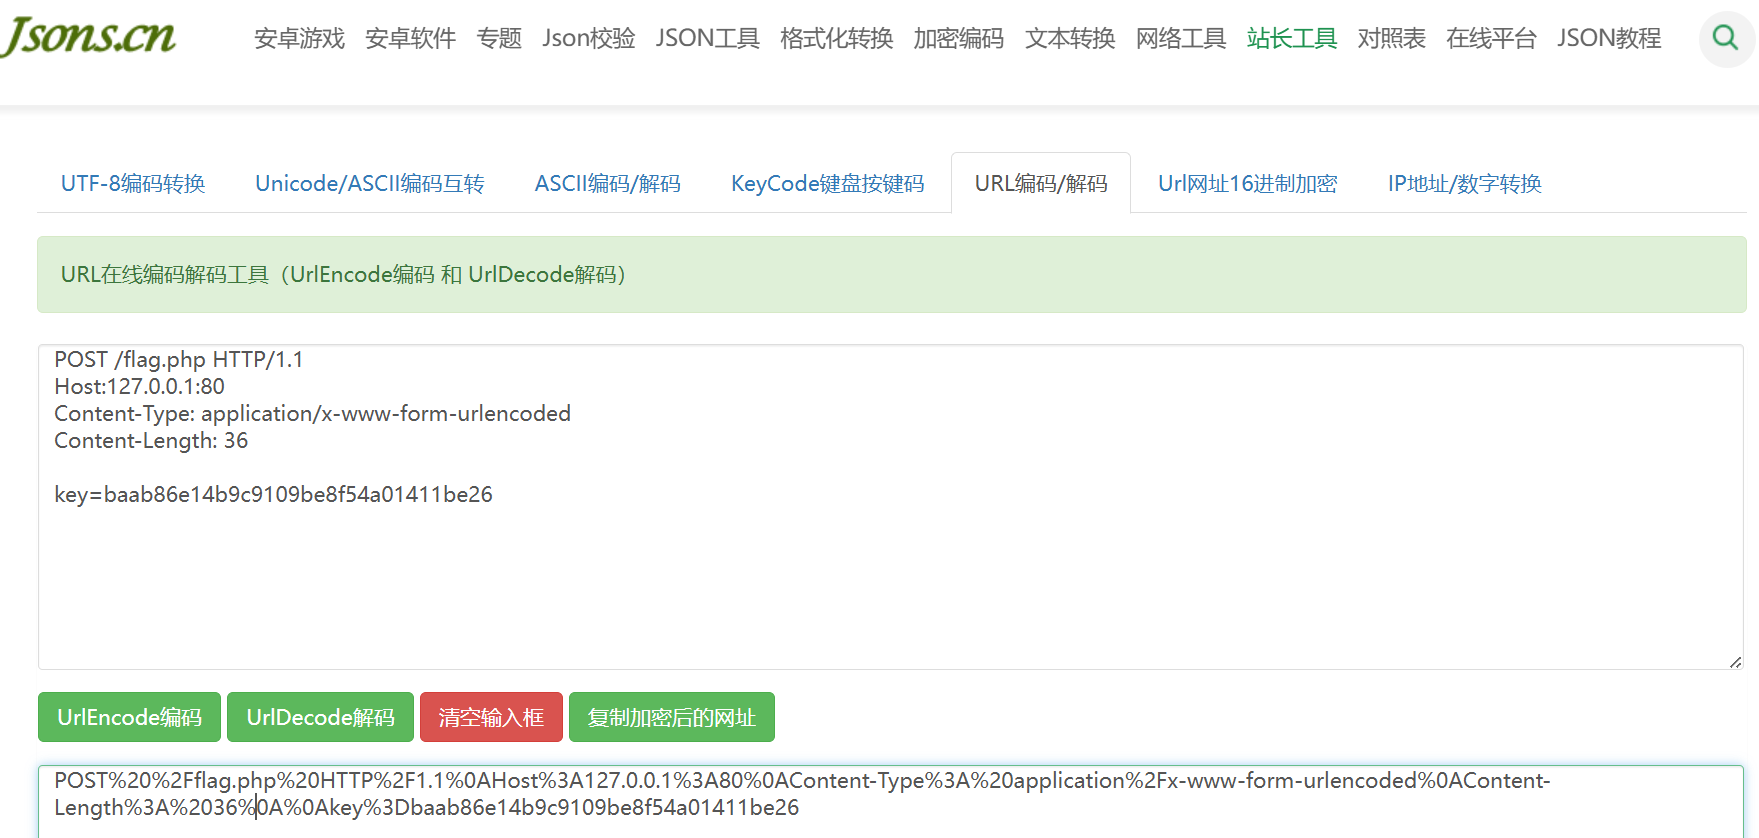 Jsons.cn
安卓游戏 安卓软件 专题 Json校验 JSON工具 格式化转换 加密编码 文本转换 网络工具 站长工具 对照表 在线平台 JSON教程
UTF-8编码转换 Unicode/ASCII编码互转 ASCII编码/解码 KeyCode键盘按键码 URL编码/解码 Url网址16进制加密 IP地址/数字转换
URL在线编码解码工具（UrlEncode编码 和 UrlDecode解码）
POST /flag.php HTTP/1.1
Host:127.0.0.1:80
Content-Type: application/x-www-form-urlencoded
Content-Length: 36
key=baab86e14b9c9109be8f54a01411be26
UrlEncode编码 UrlDecode解码 清空输入框 复制加密后的网址
POST%20%2Fflag.php%20HTTP%2F1.1%0AHost%3A127.0.0.1%3A80%0AContent-Type%3A%20application%2Fx-www-form-urlencoded%0AContent-
Length%3A%2036%0A%0Akey%3Dbaab86e14b9c9109be8f54a01411be26